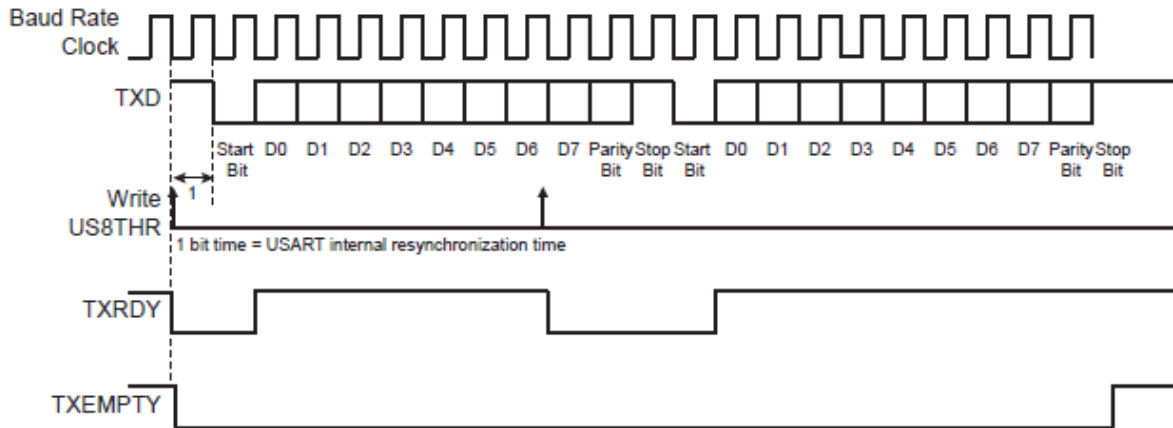 Baud Rate
Clock
TXD
Start D0 D1 D2 D3 D4 D5 D6 D7 Parity Stop Start D0 D1 D2 D3 D4 D5 D6 D7 Parity Stop
Bit Bit Bit Bit Bit Bit
1
Write
US8THR
1 bit time = USART internal resynchronization time
TXRDY
TXEMPTY